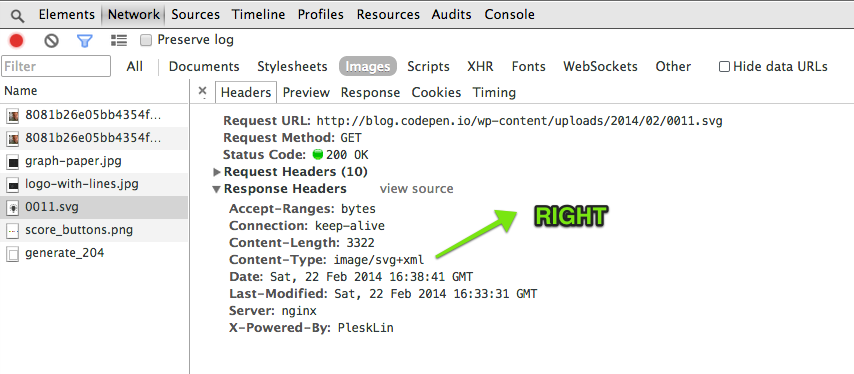 Elements Network Sources Timeline Profiles Resources Audits Console
Preserve log
Filter All Documents Stylesheets Images Scripts XHR Fonts WebSockets Other Hide data URLs
Name
8081b26e05bb4354f...
8081b26e05bb4354f...
graph-paper.jpg
logo-with-lines.jpg
0011.svg
score_buttons.png
generate_204
× Headers Preview Response Cookies Timing
Request URL: http://blog.codepen.io/wp-content/uploads/2014/02/0011.svg
Request Method: GET
Status Code: 200 OK
Request Headers (10)
Response Headers view source
Accept-Ranges: bytes
Connection: keep-alive
Content-Length: 3322
Content-Type: image/svg+xml
Date: Sat, 22 Feb 2014 16:38:41 GMT
Last-Modified: Sat, 22 Feb 2014 16:33:31 GMT
Server: nginx
X-Powered-By: PleskLin
RIGHT